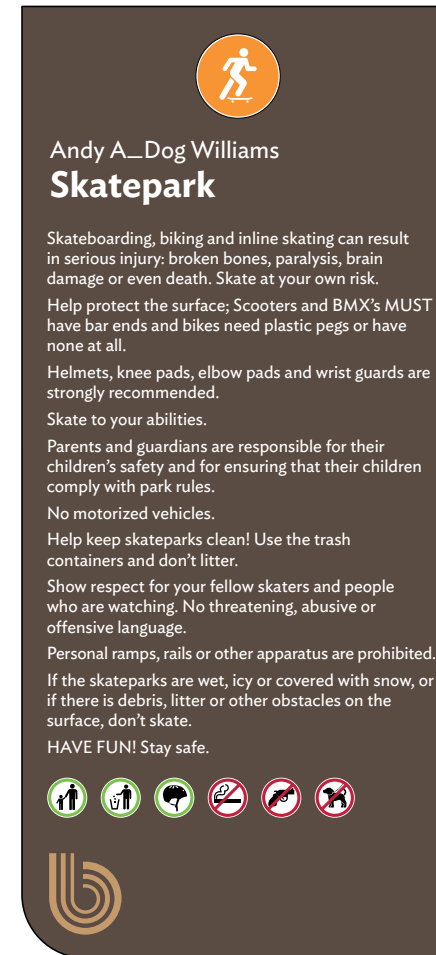 Andy A_Dog Williams
Skatepark
Skateboarding, biking and inline skating can result
in serious injury: broken bones, paralysis, brain
damage or even death. Skate at your own risk.
Help protect the surface; Scooters and BMX's MUST
have bar ends and bikes need plastic pegs or have
none at all.
Helmets, knee pads, elbow pads and wrist guards are
strongly recommended.
Skate to your abilities.
Parents and guardians are responsible for their
children's safety and for ensuring that their children
comply with park rules.
No motorized vehicles.
Help keep skateparks clean! Use the trash
containers and don't litter.
Show respect for your fellow skaters and people
who are watching. No threatening, abusive or
offensive language.
Personal ramps, rails or other apparatus are prohibited.
If the skateparks are wet, icy or covered with snow, or
if there is debris, litter or other obstacles on the
surface, don't skate.
HAVE FUN! Stay safe.